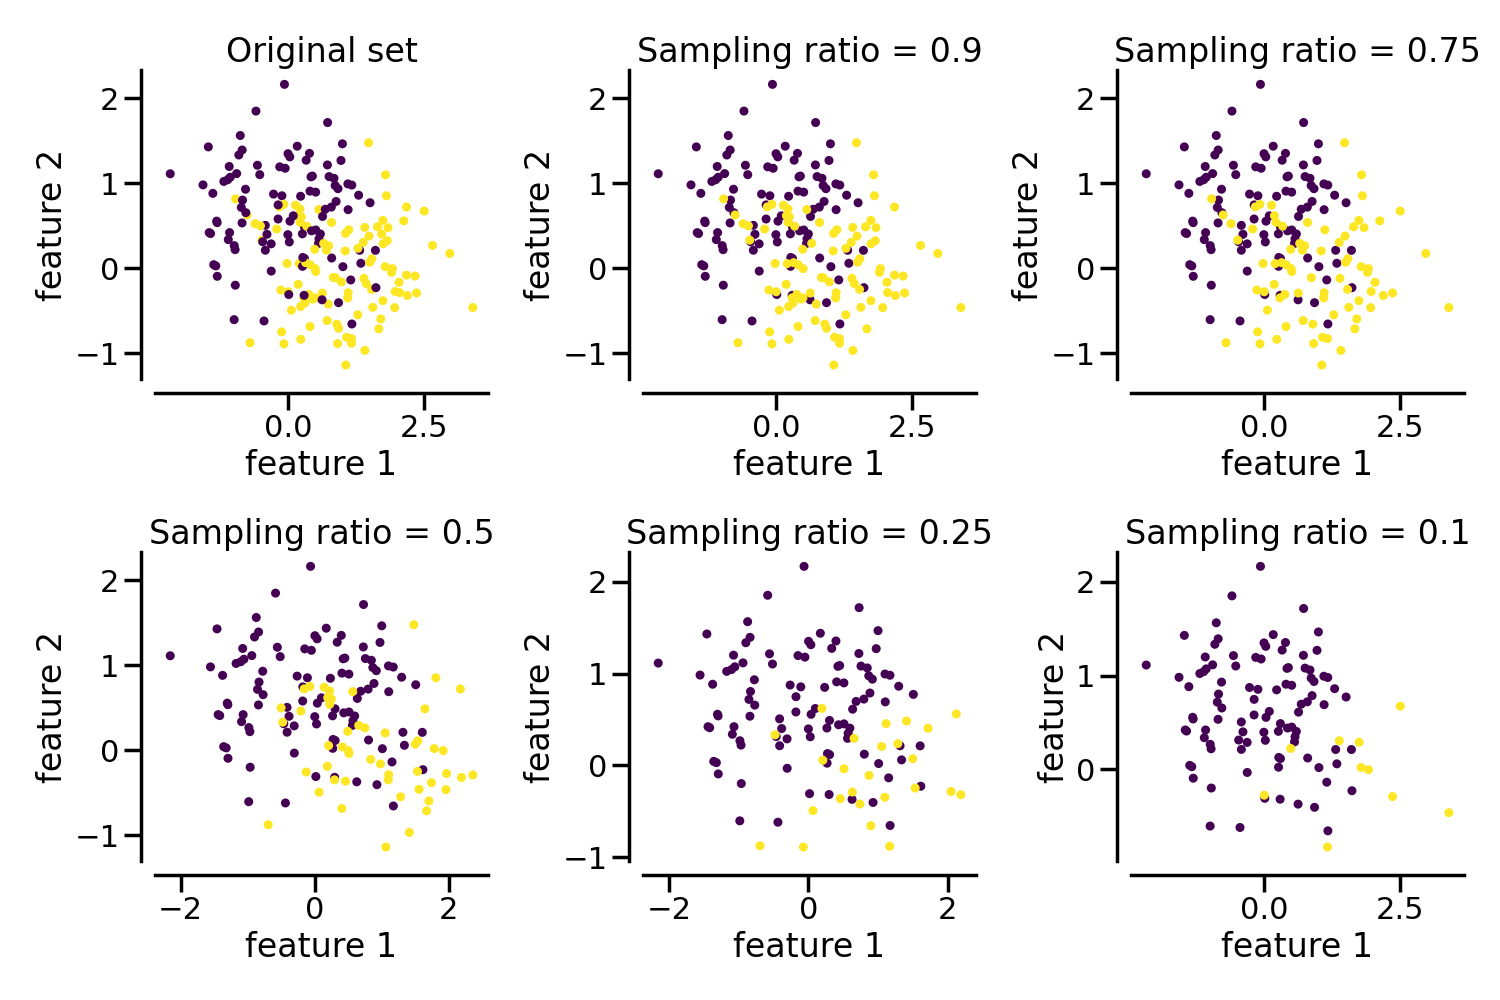 Original set
Sampling ratio = 0.9
Sampling ratio = 0.75
feature 2
2
1
0
−1
0.0
2.5
feature 1
feature 2
2
1
0
−1
0.0
2.5
feature 1
feature 2
2
1
0
−1
0.0
2.5
feature 1
Sampling ratio = 0.5
Sampling ratio = 0.25
Sampling ratio = 0.1
feature 2
2
1
0
−1
−2
0
2
feature 1
feature 2
2
1
0
−1
−2
0
2
feature 1
feature 2
2
1
0
0.0
2.5
feature 1